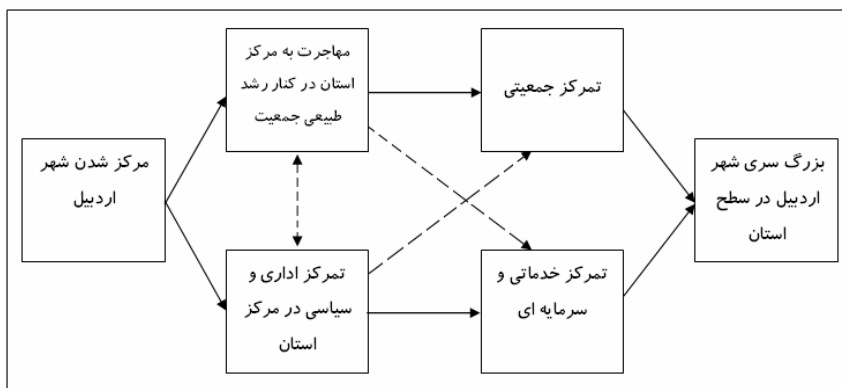 مهاجرت به مرکز
استان در کنار رشد
طبیعی جمعیت
تمرکز جمعیتی
مرکز شدن شهر
اردبیل
بزرگ سری شهر
اردبیل در سطح
استان
تمرکز اداری و
سیاسی در مرکز
استان
تمرکز خدماتی و
سرمایه ای